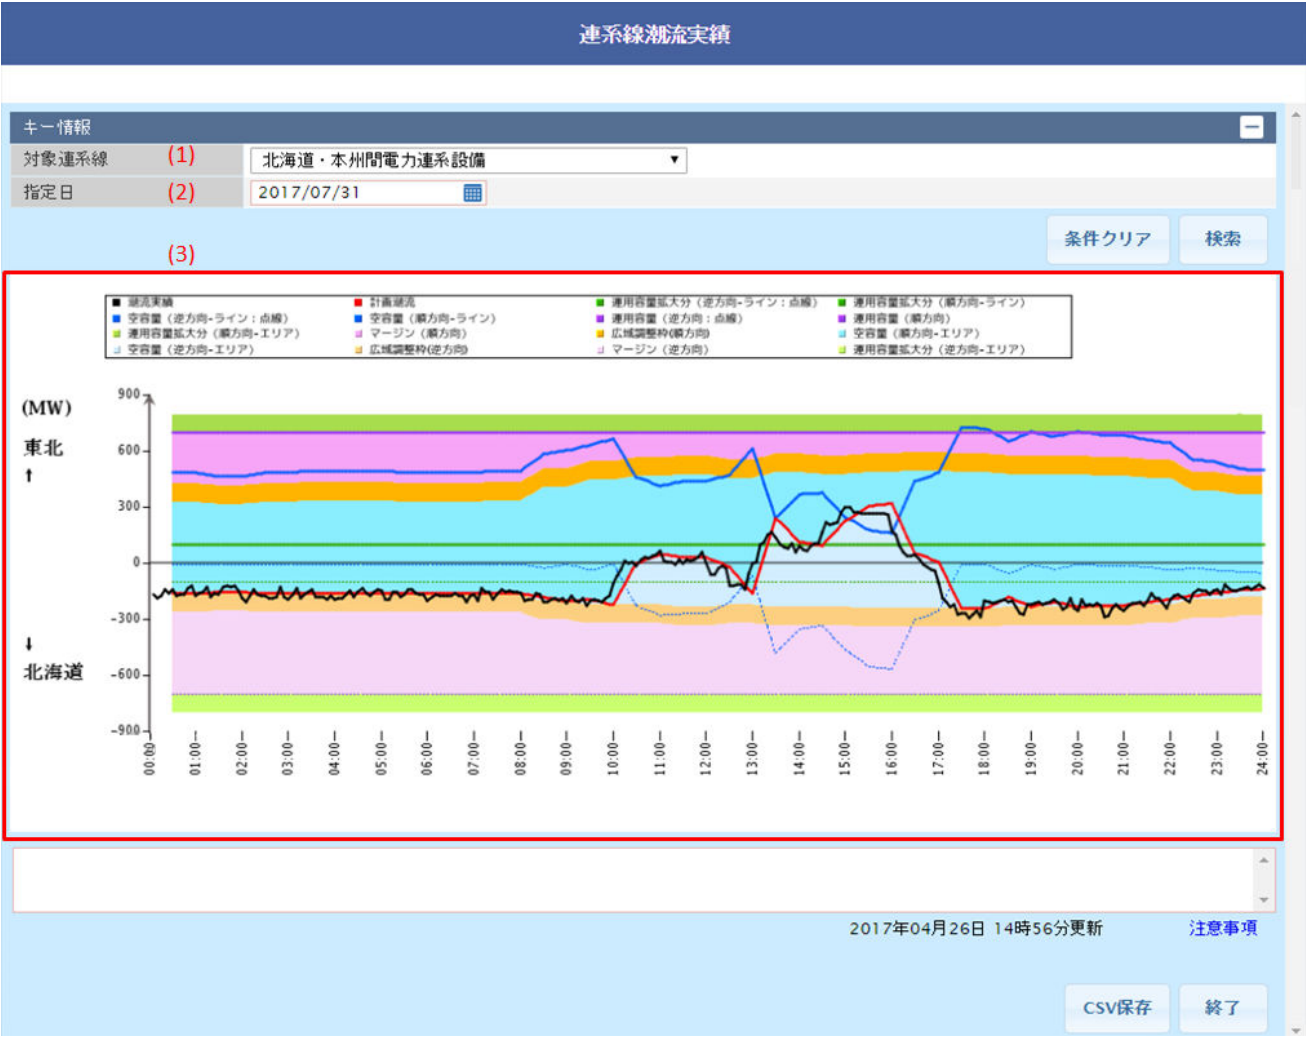 連系線潮流実績
キー情報
対象連系線 (1) 北海道・本州間電力連系設備
指定日 (2) 2017/07/31
条件クリア 検索
(3)
潮流実績 計画潮流 運用容量拡大分（逆方向-ライン：点線） 運用容量拡大分（順方向-ライン）
空容量（逆方向-ライン：点線） 空容量（順方向-ライン） 運用容量（逆方向：点線） 運用容量（順方向）
運用容量拡大分（順方向-エリア） マージン（順方向） 広域調整枠(順方向) 空容量（順方向-エリア）
空容量（逆方向-エリア） 広域調整枠(逆方向) マージン（逆方向） 運用容量拡大分（逆方向-エリア）
(MW)
東北
↑
↓
北海道
900
600
300
0
-300
-600
-900
00:00 01:00 02:00 03:00 04:00 05:00 06:00 07:00 08:00 09:00 10:00 11:00 12:00 13:00 14:00 15:00 16:00 17:00 18:00 19:00 20:00 21:00 22:00 23:00 24:00
2017年04月26日 14時56分更新 注意事項
CSV保存 終了